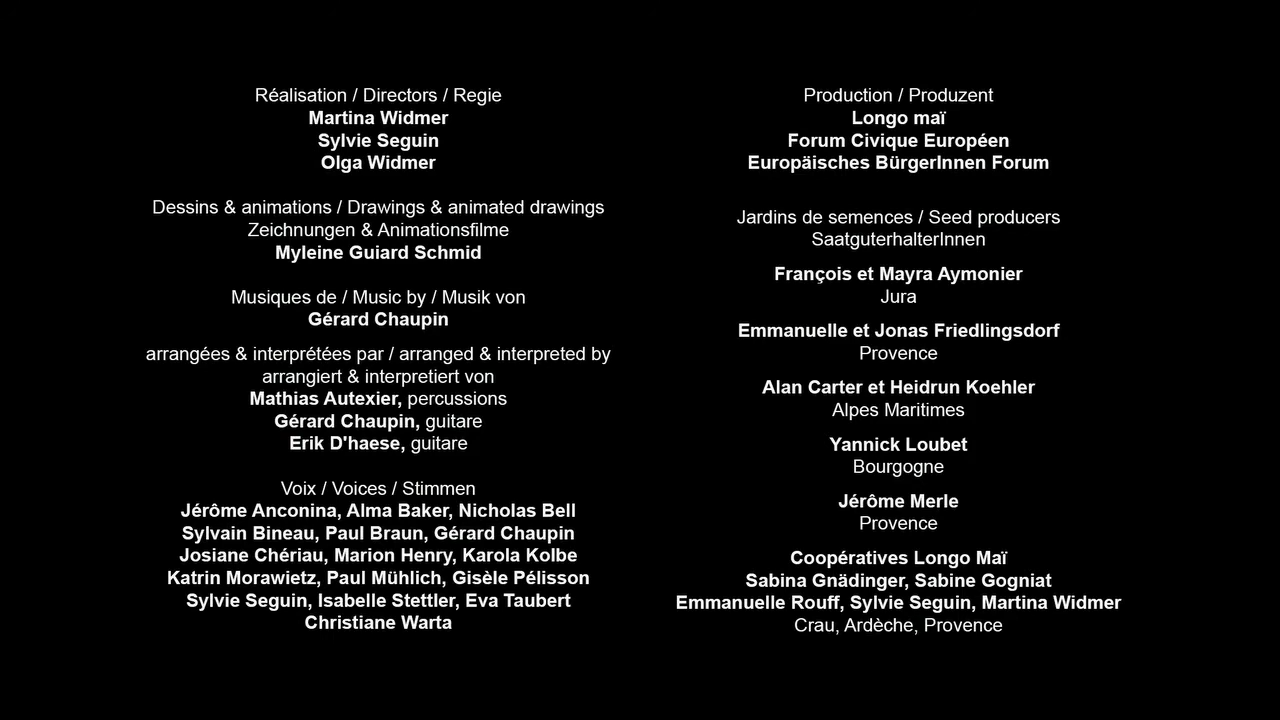 Réalisation / Directors / Regie
Martina Widmer
Sylvie Seguin
Olga Widmer
Dessins & animations / Drawings & animated drawings
Zeichnungen & Animationsfilme
Myleine Guiard Schmid
Musiques de / Music by / Musik von
Gérard Chaupin
arrangées & interprétées par / arranged & interpreted by
arrangiert & interpretiert von
Mathias Autexier, percussions
Gérard Chaupin, guitare
Erik D'haese, guitare
Voix / Voices / Stimmen
Jérôme Anconina, Alma Baker, Nicholas Bell
Sylvain Bineau, Paul Braun, Gérard Chaupin
Josiane Chériau, Marion Henry, Karola Kolbe
Katrin Morawietz, Paul Mühlich, Gisèle Pélisson
Sylvie Seguin, Isabelle Stettler, Eva Taubert
Christiane Warta
Production / Produzent
Longo maï
Forum Civique Européen
Europäisches BürgerInnen Forum
Jardins de semences / Seed producers
SaatguterhalterInnen
François et Mayra Aymonier
Jura
Emmanuelle et Jonas Friedlingsdorf
Provence
Alan Carter et Heidrun Koehler
Alpes Maritimes
Yannick Loubet
Bourgogne
Jérôme Merle
Provence
Coopératives Longo Maï
Sabina Gnädinger, Sabine Gogniat
Emmanuelle Rouff, Sylvie Seguin, Martina Widmer
Crau, Ardèche, Provence